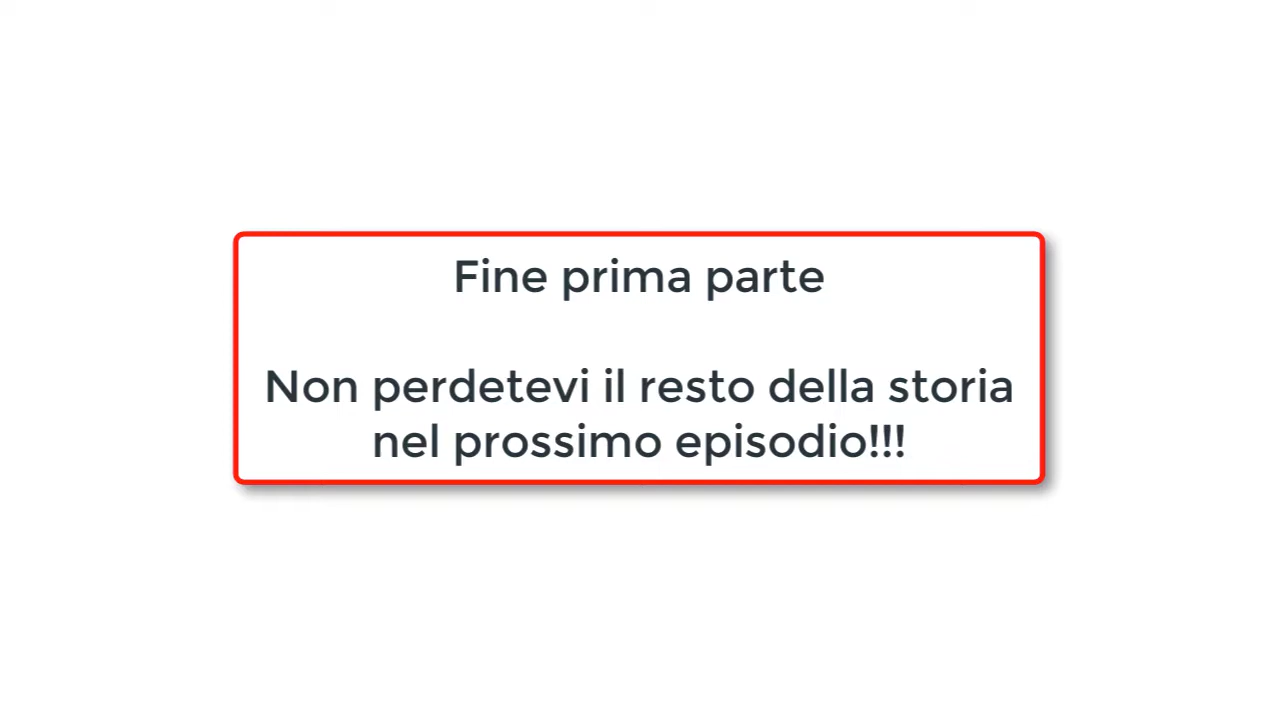 Fine prima parte
Non perdetevi il resto della storia
nel prossimo episodio!!!